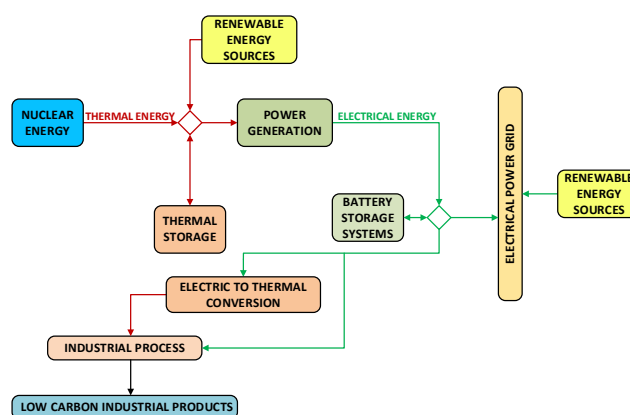 RENEWABLE
ENERGY
SOURCES
NUCLEAR
ENERGY
THERMAL ENERGY
POWER
GENERATION
ELECTRICAL ENERGY
ELECTRICAL POWER GRID
RENEWABLE
ENERGY
SOURCES
THERMAL
STORAGE
BATTERY
STORAGE
SYSTEMS
ELECTRIC TO THERMAL
CONVERSION
INDUSTRIAL PROCESS
LOW CARBON INDUSTRIAL PRODUCTS